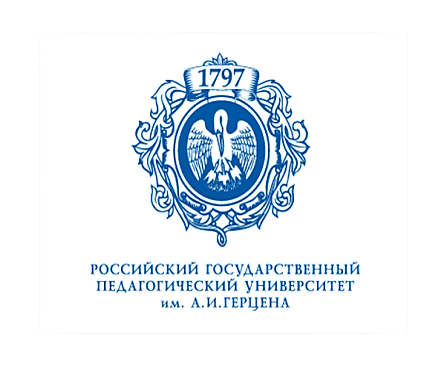 1797
РОССИЙСКИЙ ГОСУДАРСТВЕННЫЙ
ПЕДАГОГИЧЕСКИЙ УНИВЕРСИТЕТ
им. А.И.ГЕРЦЕНА